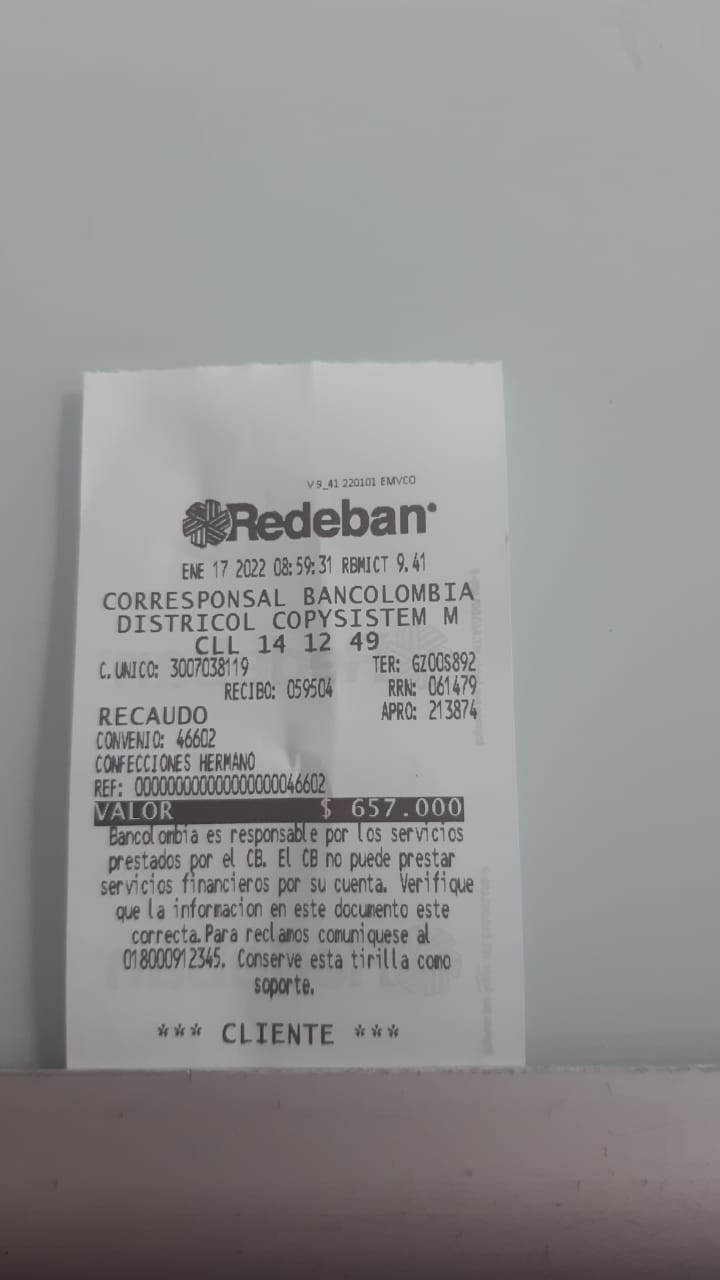 V9_41 220101 EMVCO
Redeban
ENE 17 2022 08:59:31 RBMICT 9.41
CORRESPONSAL BANCOLOMBIA
DISTRICOL COPYSISTEM M
CLL 14 12 49
C. UNICO: 3007038119 TER: GZ00S892
RECIBO: 059504 RRN: 061479
RECAUDO APRO: 213874
CONVENIO: 46602
CONFECCIONES HERMANO
REF: 000000000000000000046602
VALOR $ 657.000
Bancolombia es responsable por los servicios
prestados por el CB. El CB no puede prestar
servicios financieros por su cuenta. Verifique
que la informacion en este documento este
correcta. Para reclamos comuniquese al
018000912345. Conserve esta tirilla como
soporte.
*** CLIENTE ***